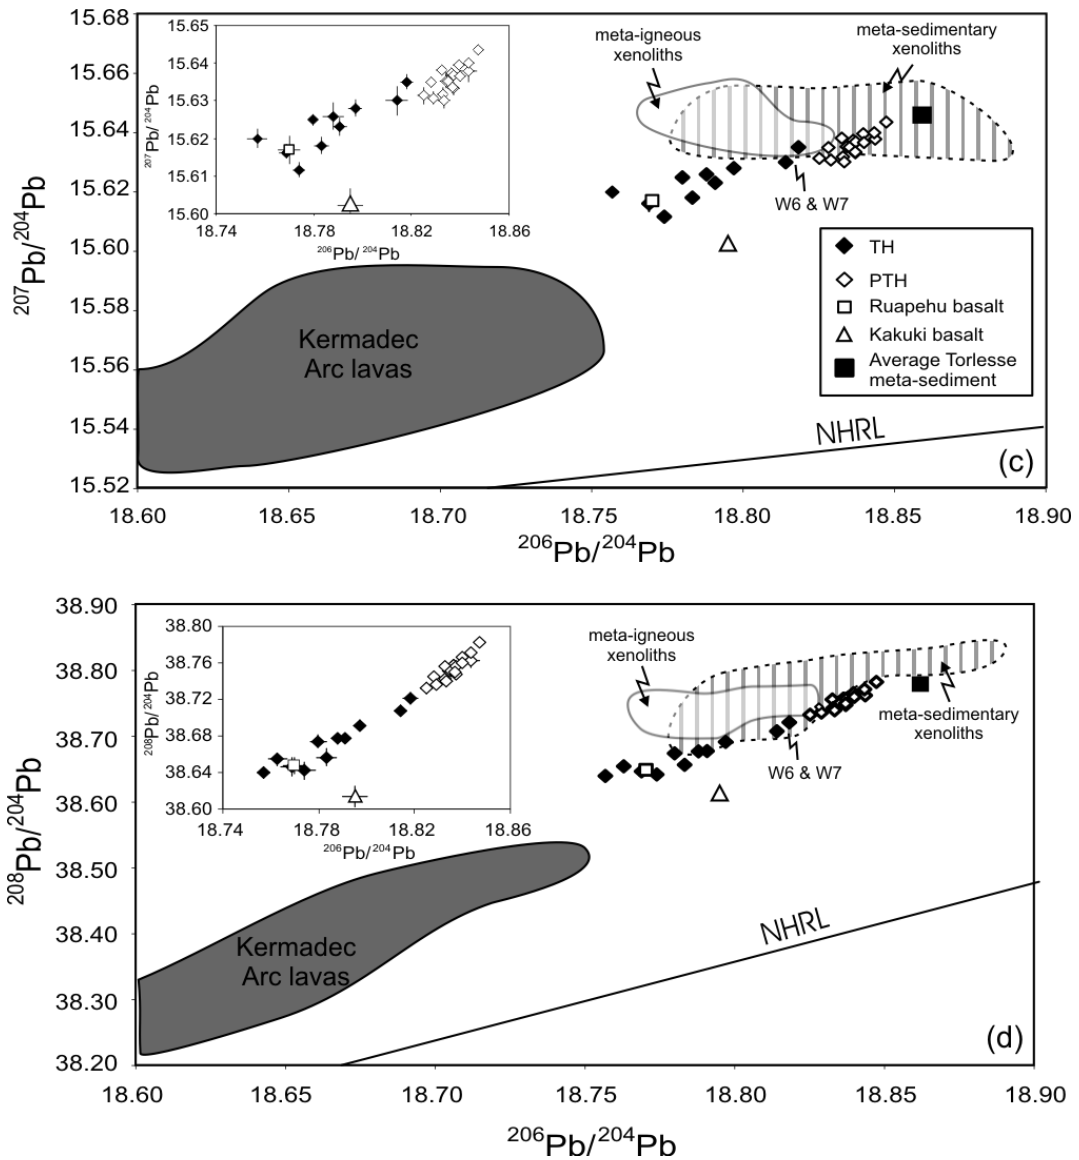 15.68
15.66
15.64
15.62
15.60
15.58
15.56
15.54
15.52
207Pb/204Pb
15.65
15.64
15.63
15.62
15.61
15.60
207Pb/ 204Pb
18.74
18.78
18.82
18.86
206Pb/ 204Pb
meta-igneous
xenoliths
meta-sedimentary
xenoliths
W6 & W7
TH
PTH
Ruapehu basalt
Kakuki basalt
Average Torlesse
meta-sediment
Kermadec
Arc lavas
NHRL
(c)
18.60
18.65
18.70
18.75
18.80
18.85
18.90
206Pb/204Pb
38.90
38.80
38.70
38.60
38.50
38.40
38.30
38.20
208Pb/204Pb
38.80
38.76
38.72
38.68
38.64
38.60
208Pb/ 204Pb
18.74
18.78
18.82
18.86
206Pb/ 204Pb
meta-igneous
xenoliths
meta-sedimentary
xenoliths
W6 & W7
Kermadec
Arc lavas
NHRL
(d)
18.60
18.65
18.70
18.75
18.80
18.85
18.90
206Pb/204Pb